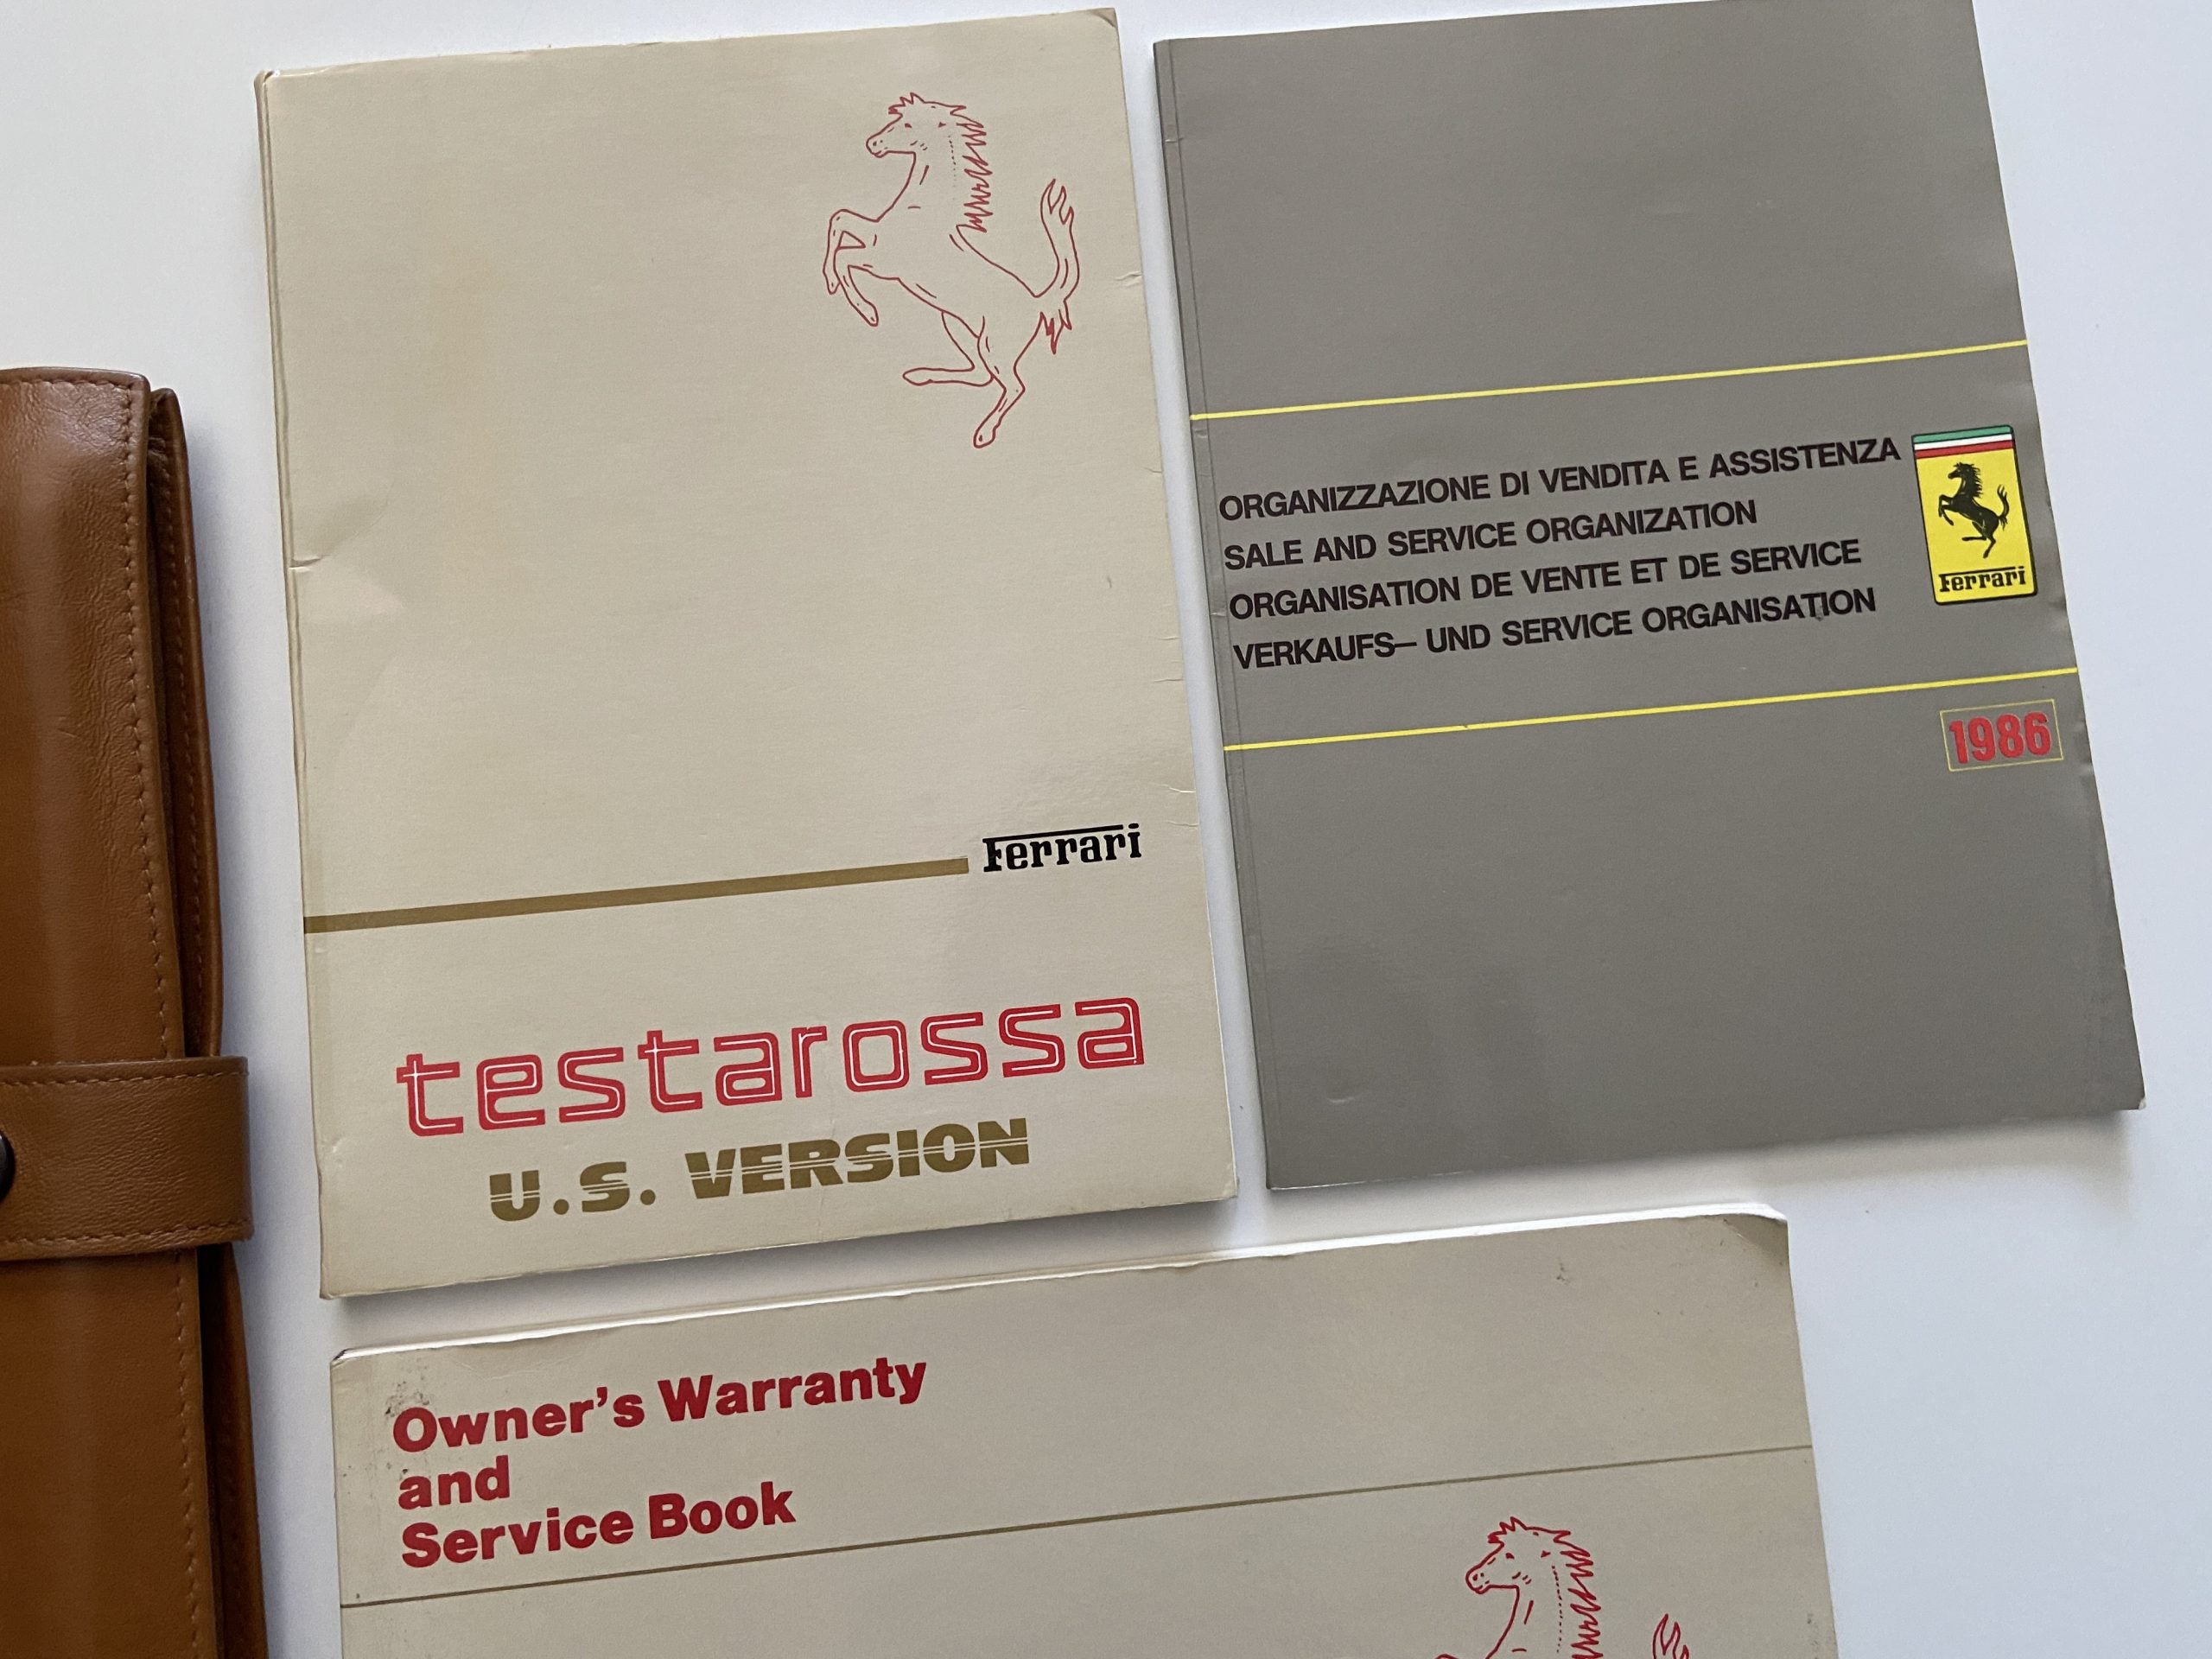 Ferrari
testarossa
U.S. VERSION
ORGANIZZAZIONE DI VENDITA E ASSISTENZA
SALE AND SERVICE ORGANIZATION
ORGANISATION DE VENTE ET DE SERVICE
VERKAUFS– UND SERVICE ORGANISATION
Ferrari
1986
Owner's Warranty
and
Service Book